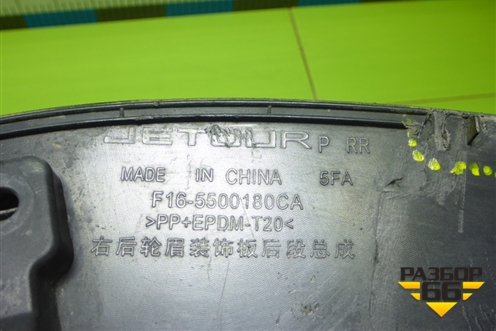 JETOUR P RR
MADE IN CHINA 5FA
F16-5500180CA
>PP+EPDM-T20<
右后轮眉装饰板后段总成
РАЗБОР
66